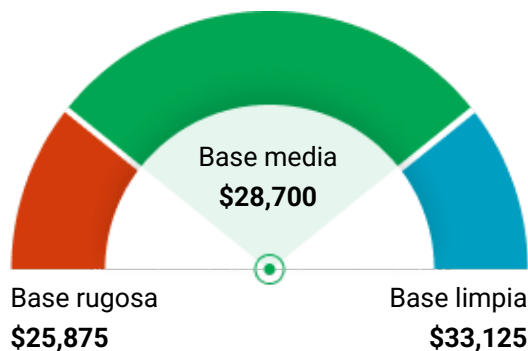 Base media
$28,700
Base rugosa
$25,875
Base limpia
$33,125